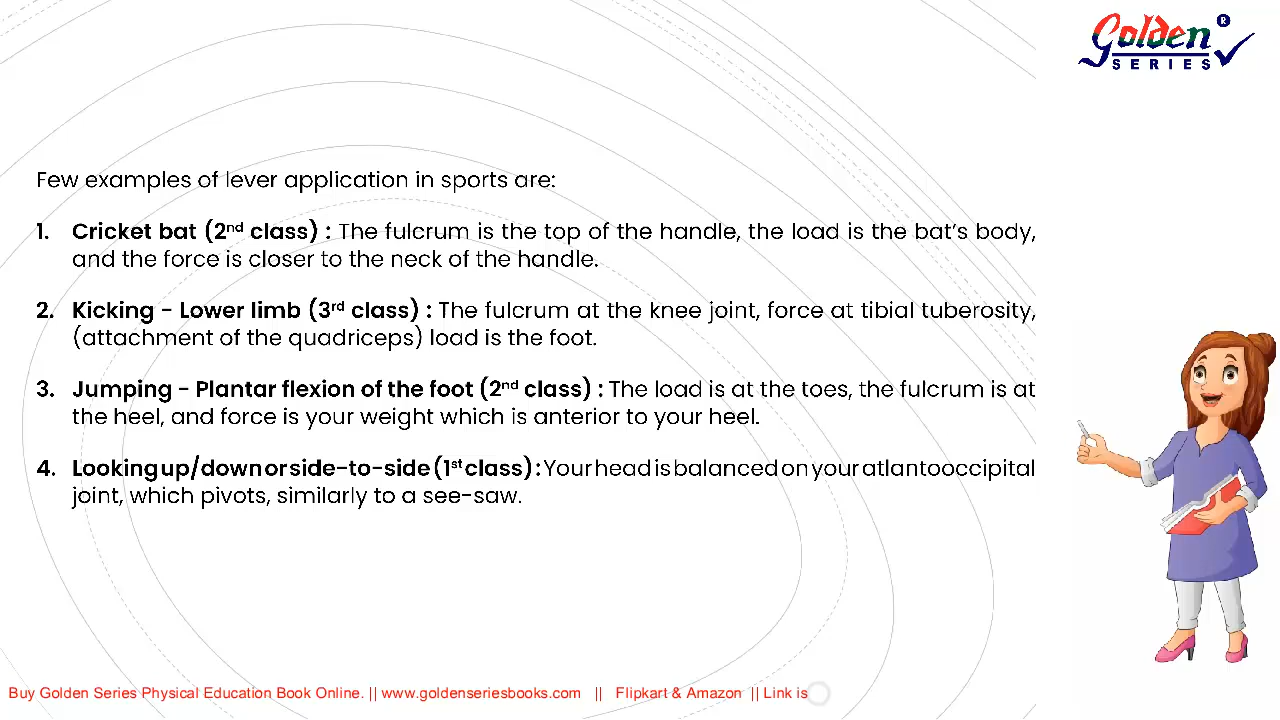 Golden ®
SERIES
Few examples of lever application in sports are:
1. Cricket bat (2nd class) : The fulcrum is the top of the handle, the load is the bat's body,
and the force is closer to the neck of the handle.
2. Kicking - Lower limb (3rd class) : The fulcrum at the knee joint, force at tibial tuberosity,
(attachment of the quadriceps) load is the foot.
3. Jumping - Plantar flexion of the foot (2nd class) : The load is at the toes, the fulcrum is at
the heel, and force is your weight which is anterior to your heel.
4. Looking up/down or side-to-side (1st class) : Your head is balanced on your atlantooccipital
joint, which pivots, similarly to a see-saw.
Buy Golden Series Physical Education Book Online. || www.goldenseriesbooks.com || Flipkart & Amazon || Link is